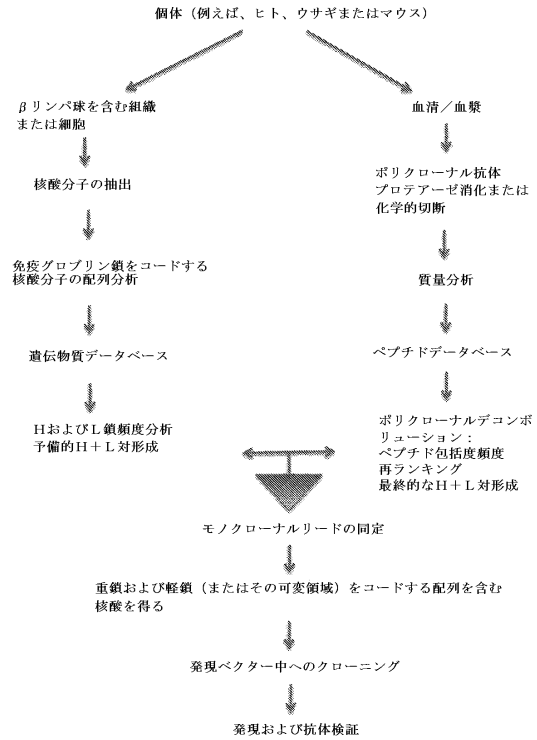 個体（例えば、ヒト、ウサギまたはマウス）
βリンパ球を含む組織
または細胞
核酸分子の抽出
免疫グロブリン鎖をコードする
核酸分子の配列分析
遺伝物質データベース
HおよびL鎖頻度分析
予備的H＋L対形成
血清／血漿
ポリクローナル抗体
プロテアーゼ消化または
化学的切断
質量分析
ペプチドデータベース
ポリクローナルデコンボ
リューション：
ペプチド包括度頻度
再ランキング
最終的なH＋L対形成
モノクローナルリードの同定
重鎖および軽鎖（またはその可変領域）をコードする配列を含む
核酸を得る
発現ベクター中へのクローニング
発現および抗体検証